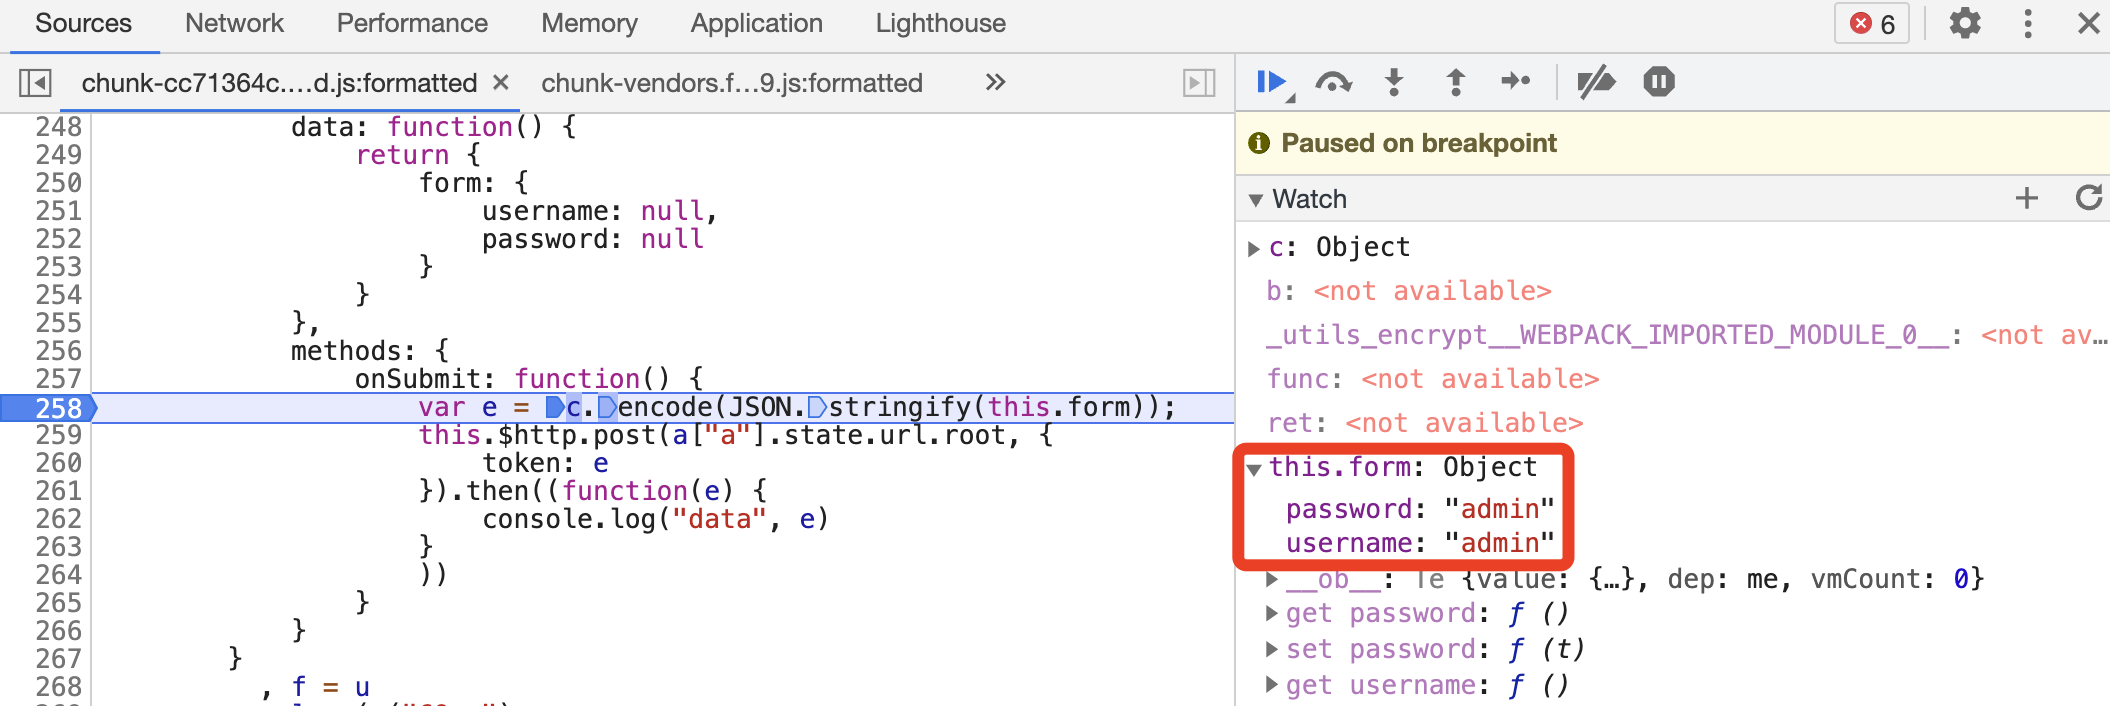 Sources Network Performance Memory Application Lighthouse 6
chunk-cc71364c.…d.js:formatted chunk-vendors.f…9.js:formatted
248 data: function() {
249 return {
250 form: {
251 username: null,
252 password: null
253 }
254 }
255 },
256 methods: {
257 onSubmit: function() {
258 var e = c.encode(JSON.stringify(this.form));
259 this.$http.post(a["a"].state.url.root, {
260 token: e
261 }).then((function(e) {
262 console.log("data", e)
263 }
264 ))
265 }
266 }
267 }
268 , f = u
Paused on breakpoint
Watch
c: Object
b: <not available>
_utils_encrypt__WEBPACK_IMPORTED_MODULE_0__: <not av…
func: <not available>
ret: <not available>
this.form: Object
password: "admin"
username: "admin"
__ob__: Te {value: {…}, dep: me, vmCount: 0}
get password: ƒ ()
set password: ƒ (t)
get username: ƒ ()